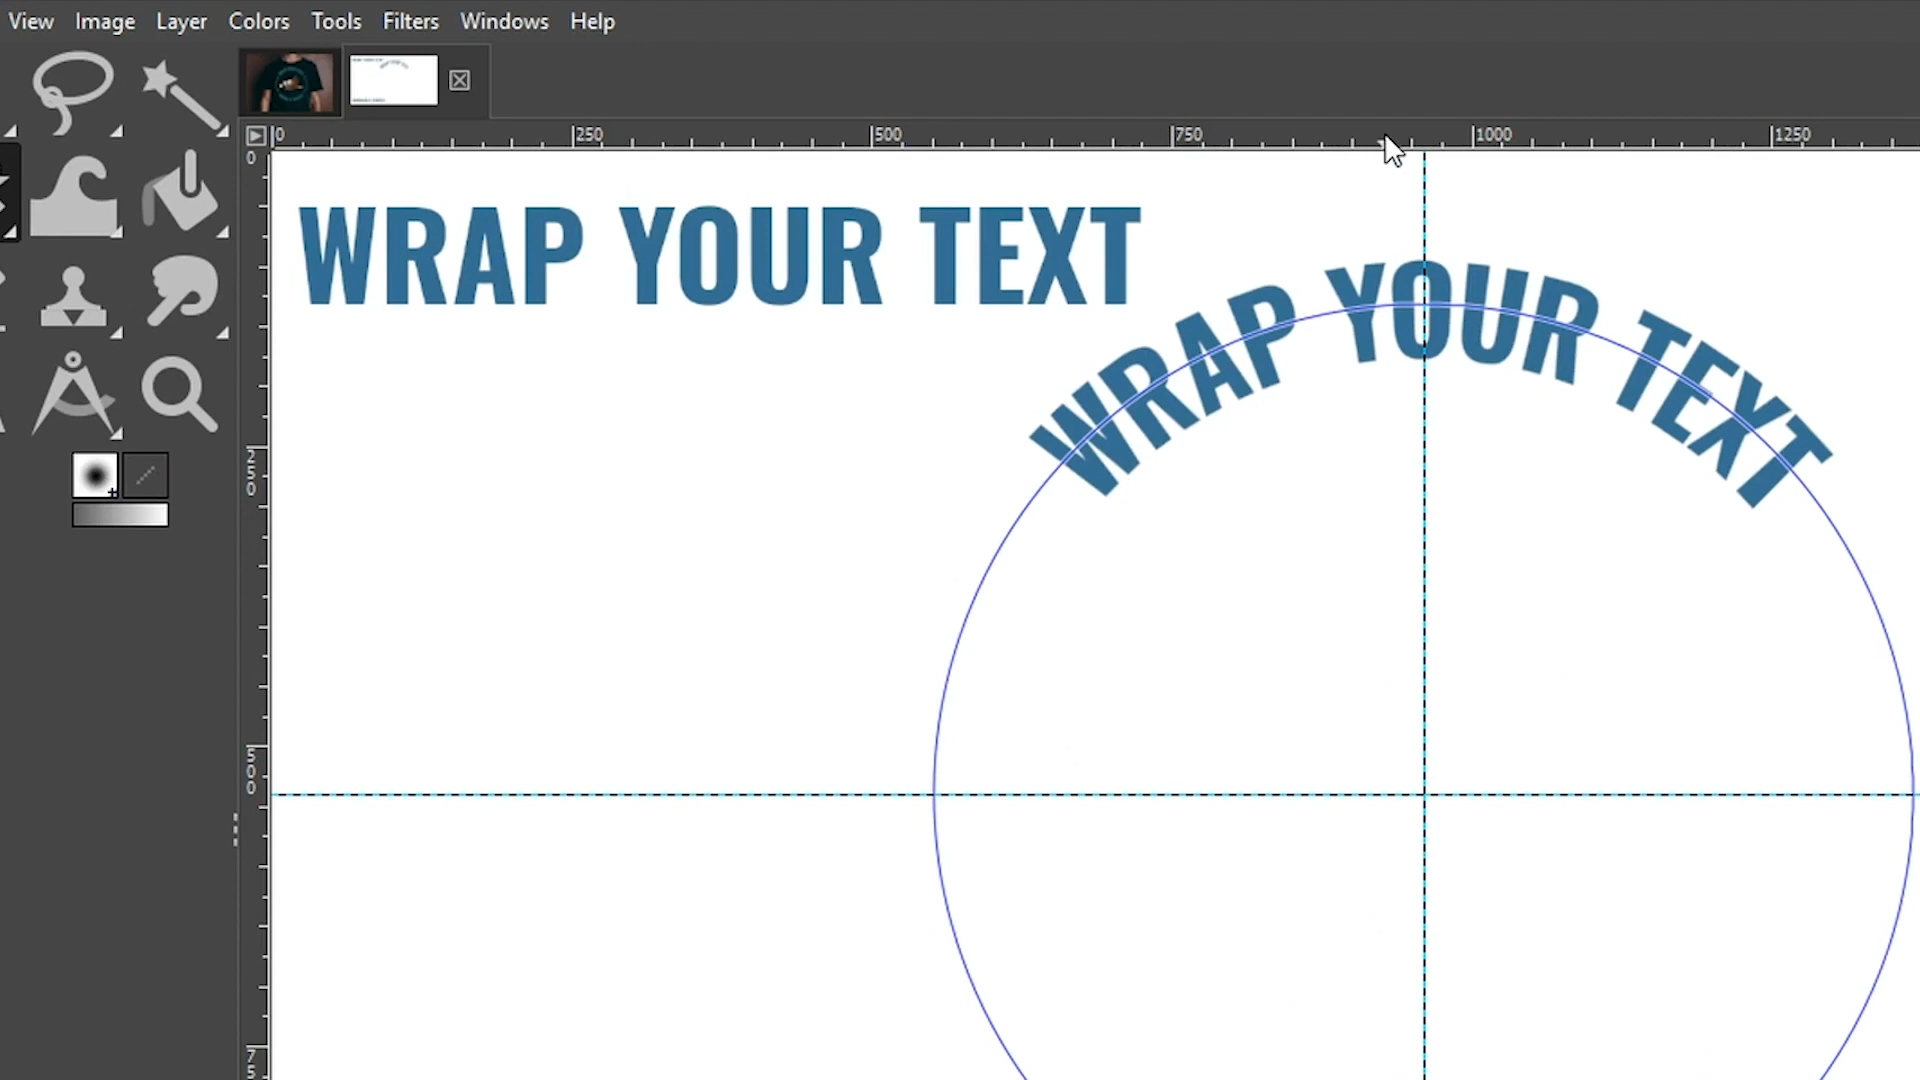 View Image Layer Colors Tools Filters Windows Help
0 250 500 750 1000 1250
0
WRAP YOUR TEXT
WRAP YOUR TEXT
250
500
75